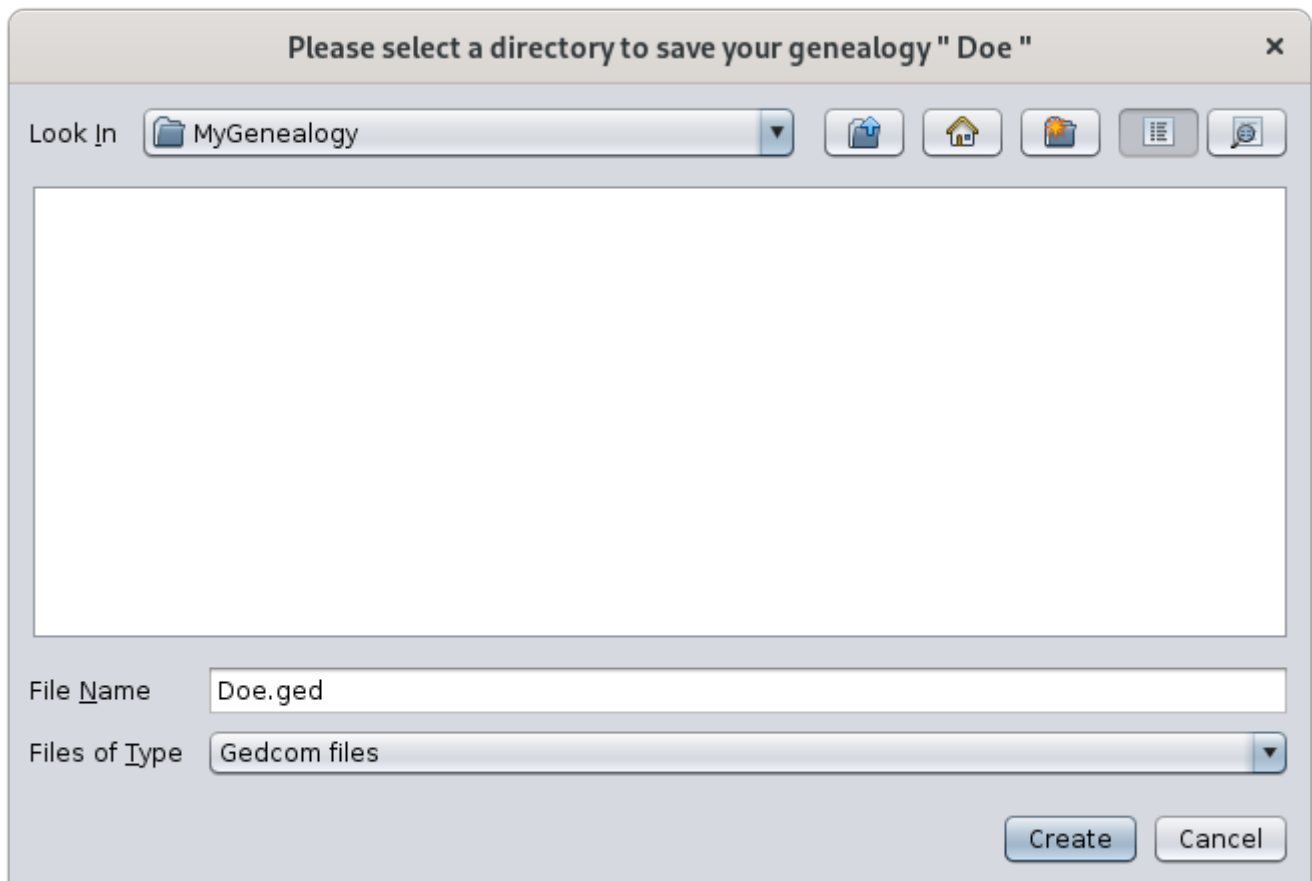 Please select a directory to save your genealogy " Doe "
Look In MyGenealogy
File Name Doe.ged
Files of Type Gedcom files
Create Cancel